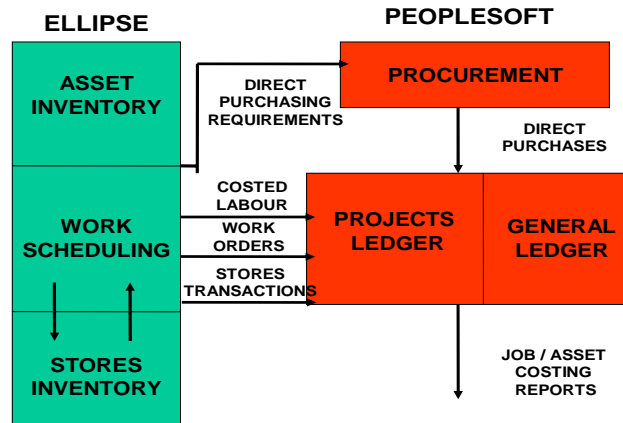 ELLIPSE
PEOPLESOFT
ASSET
INVENTORY
DIRECT
PURCHASING
REQUIREMENTS
PROCUREMENT
DIRECT
PURCHASES
WORK
SCHEDULING
COSTED
LABOUR
WORK
ORDERS
STORES
TRANSACTIONS
PROJECTS
LEDGER
GENERAL
LEDGER
STORES
INVENTORY
JOB / ASSET
COSTING
REPORTS